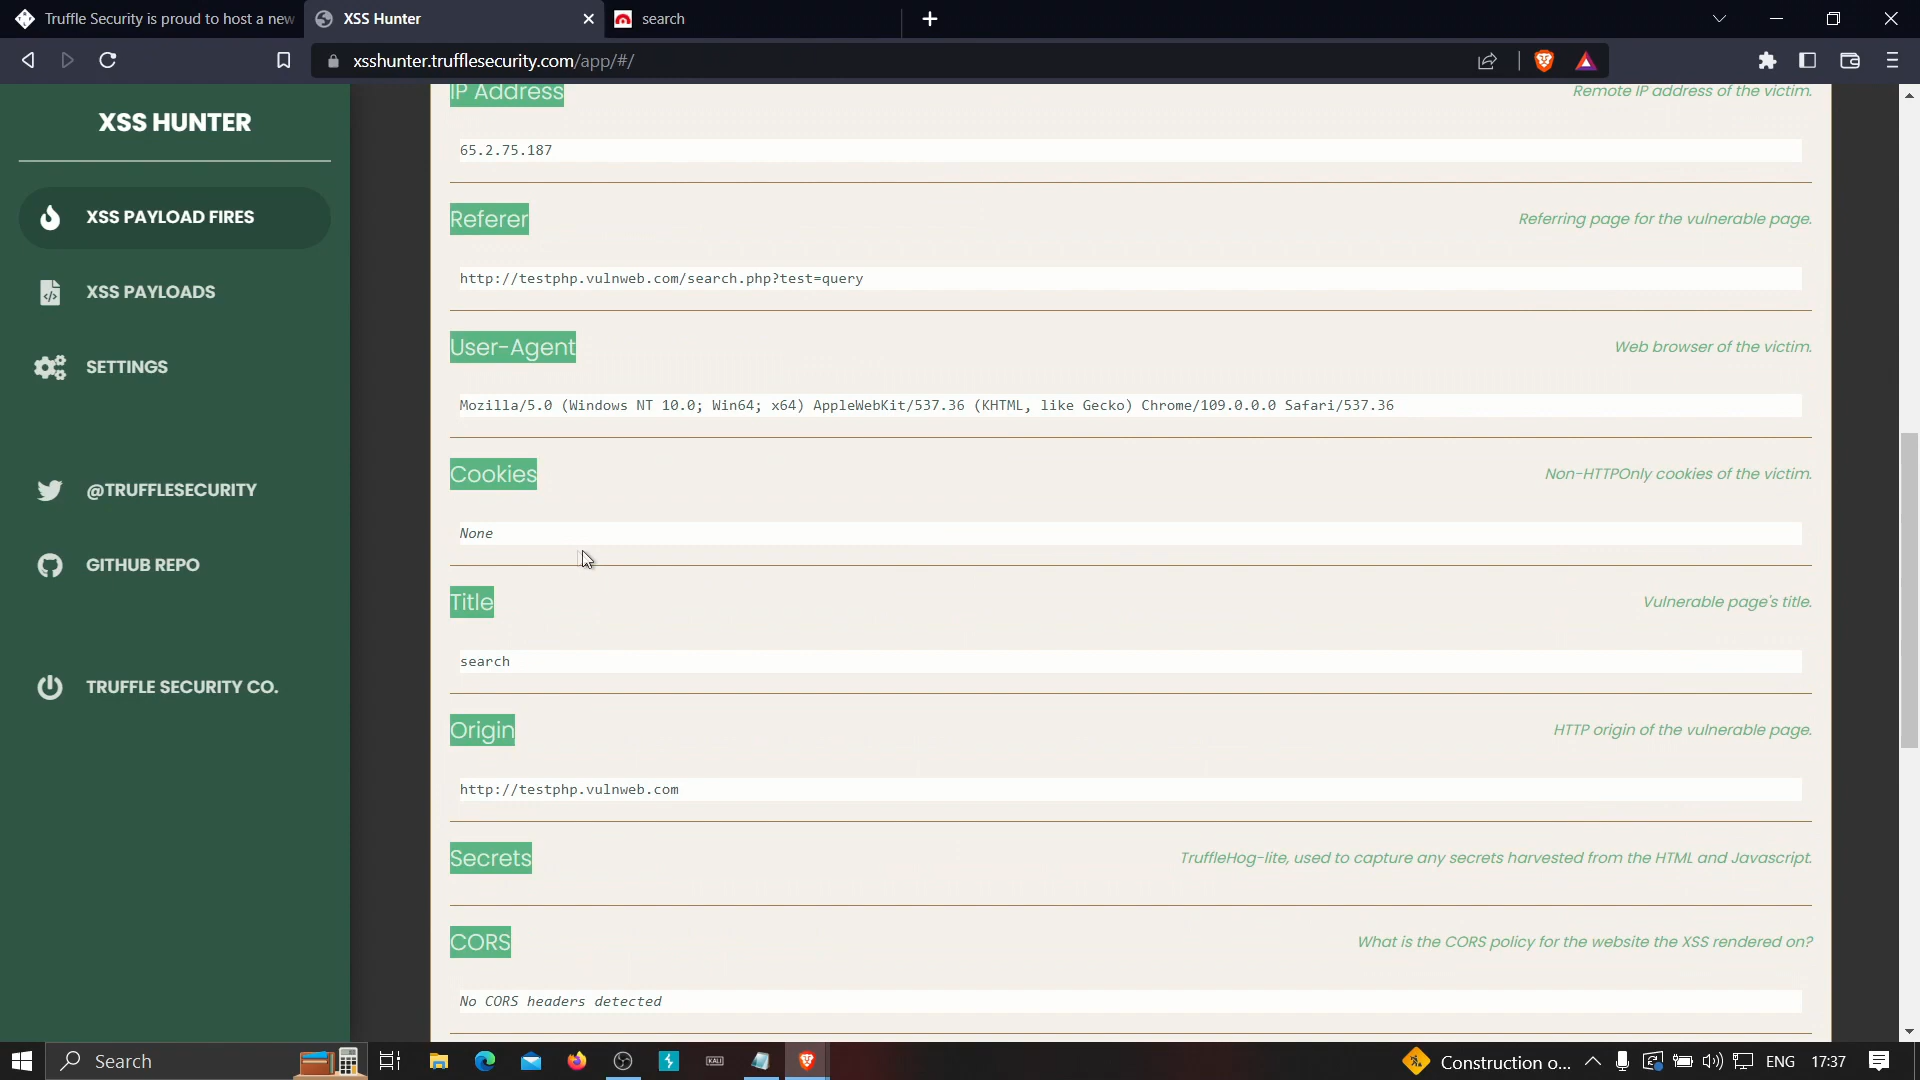 Truffle Security is proud to host a new
XSS Hunter
search
xsshunter.trufflesecurity.com/app/#/
XSS HUNTER
XSS PAYLOAD FIRES
XSS PAYLOADS
SETTINGS
@TRUFFLESECURITY
GITHUB REPO
TRUFFLE SECURITY CO.
IP Address
Remote IP address of the victim.
65.2.75.187
Referer
Referring page for the vulnerable page.
http://testphp.vulnweb.com/search.php?test=query
User-Agent
Web browser of the victim.
Mozilla/5.0 (Windows NT 10.0; Win64; x64) AppleWebKit/537.36 (KHTML, like Gecko) Chrome/109.0.0.0 Safari/537.36
Cookies
Non-HTTPOnly cookies of the victim.
None
Title
Vulnerable page's title.
search
Origin
HTTP origin of the vulnerable page.
http://testphp.vulnweb.com
Secrets
TruffleHog-lite, used to capture any secrets harvested from the HTML and Javascript.
CORS
What is the CORS policy for the website the XSS rendered on?
No CORS headers detected
Search
KALI
Construction o...
ENG
17:37